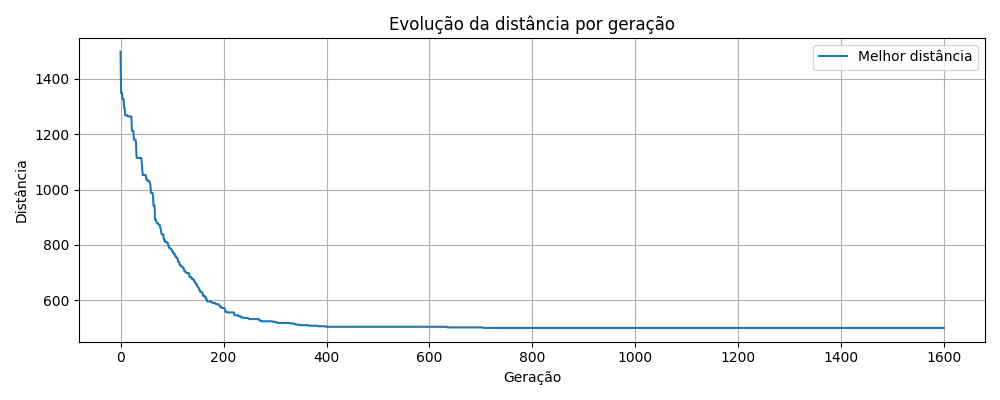 Evolução da distância por geração
Melhor distância
Distância
1400
1200
1000
800
600
0 200 400 600 800 1000 1200 1400 1600
Geração